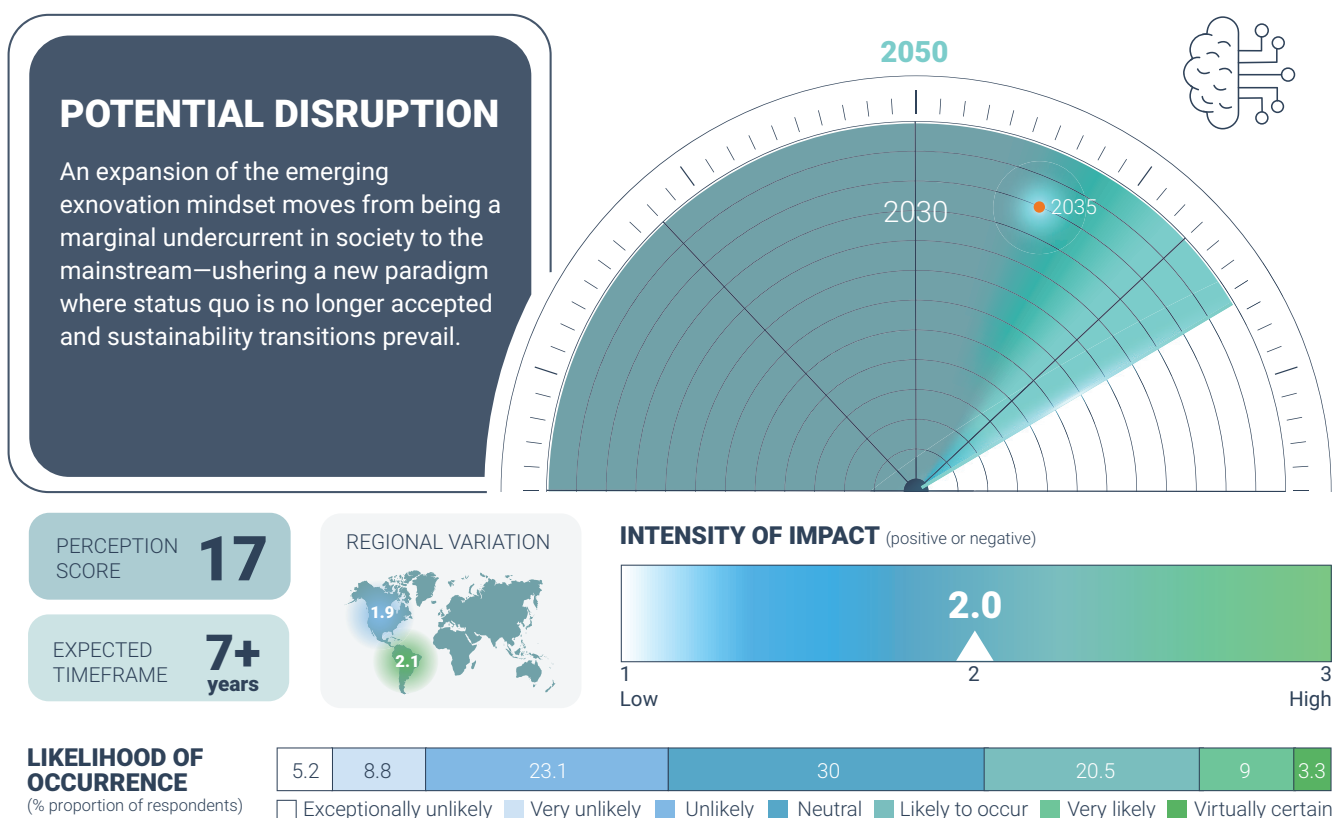 POTENTIAL DISRUPTION
An expansion of the emerging
exnovation mindset moves from being a
marginal undercurrent in society to the
mainstream—ushering a new paradigm
where status quo is no longer accepted
and sustainability transitions prevail.
2050
2030
2035
PERCEPTION
SCORE
17
EXPECTED
TIMEFRAME
7+
years
REGIONAL VARIATION
1.9
2.1
INTENSITY OF IMPACT (positive or negative)
2.0
1 2 3
Low High
LIKELIHOOD OF
OCCURRENCE
(% proportion of respondents)
5.2 8.8 23.1 30 20.5 9 3.3
Exceptionally unlikely Very unlikely Unlikely Neutral Likely to occur Very likely Virtually certain